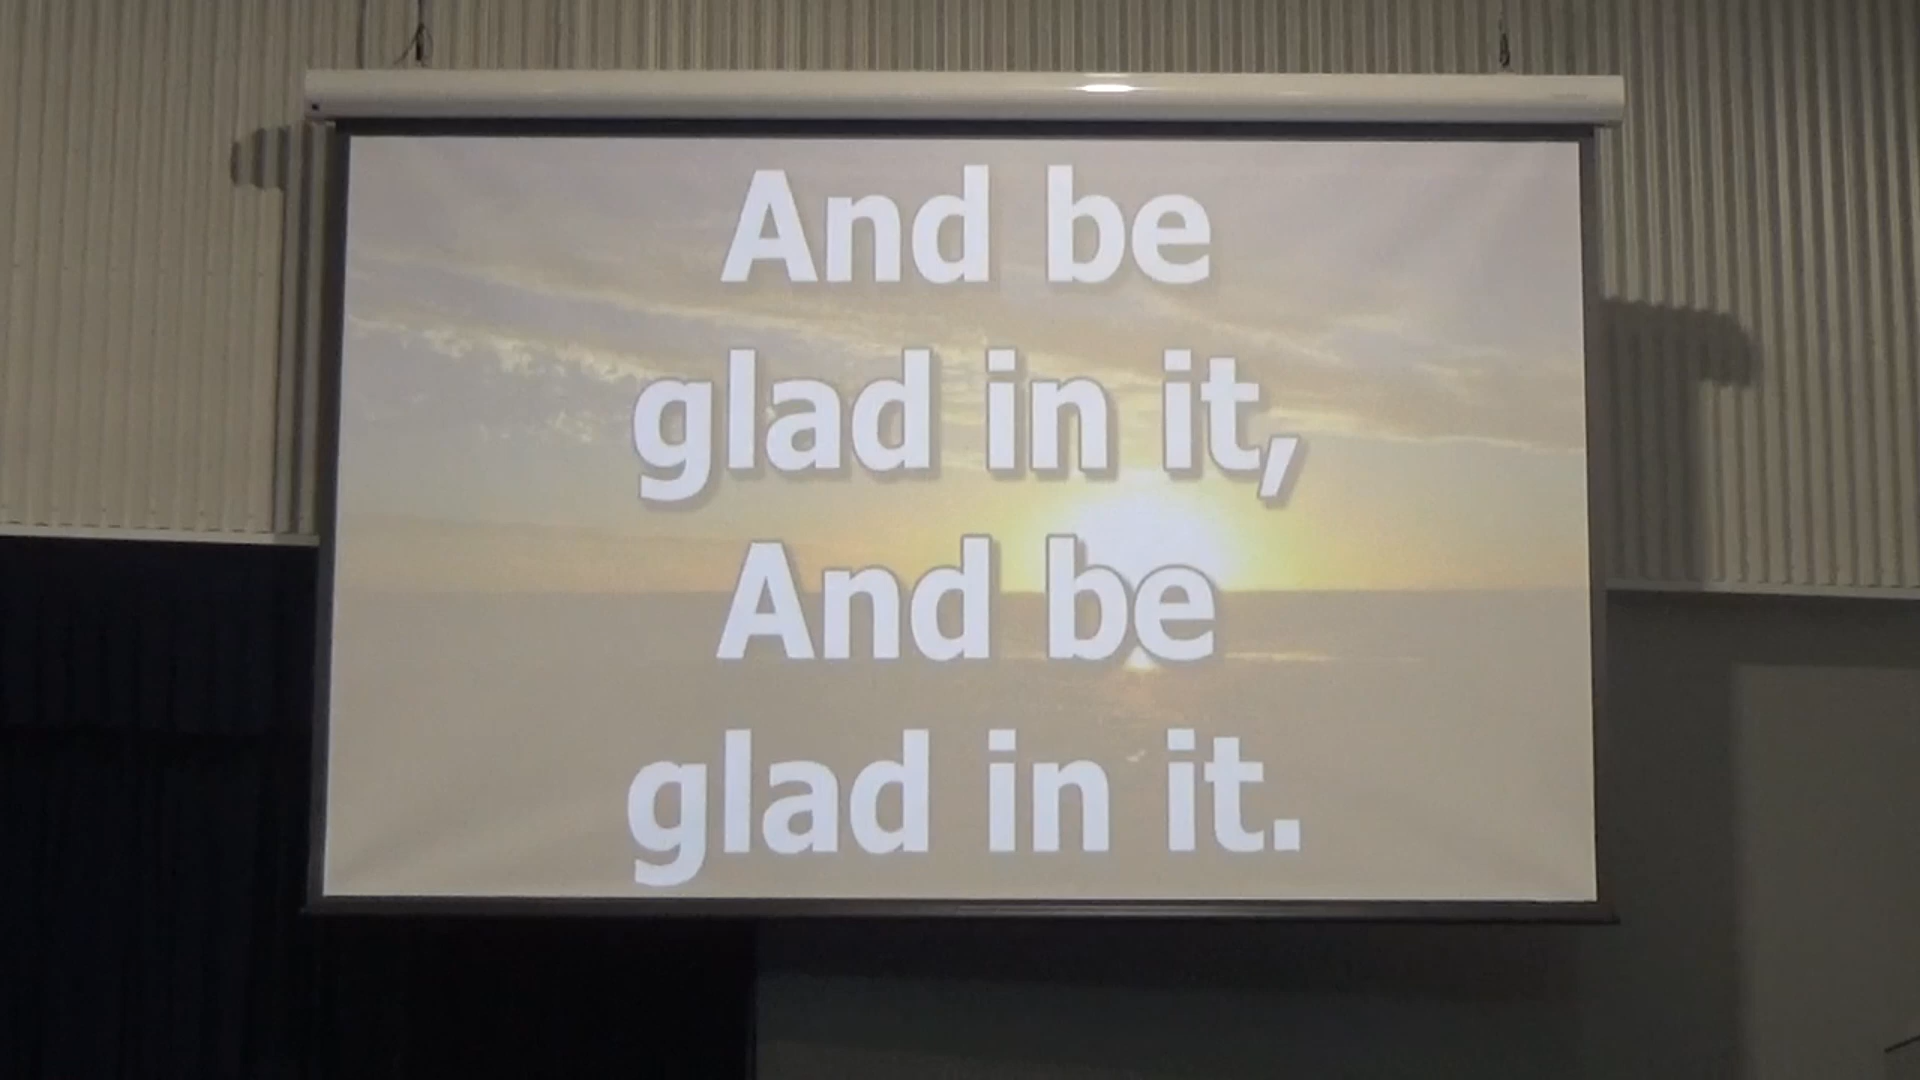 And be
glad in it,
And be
glad in it.